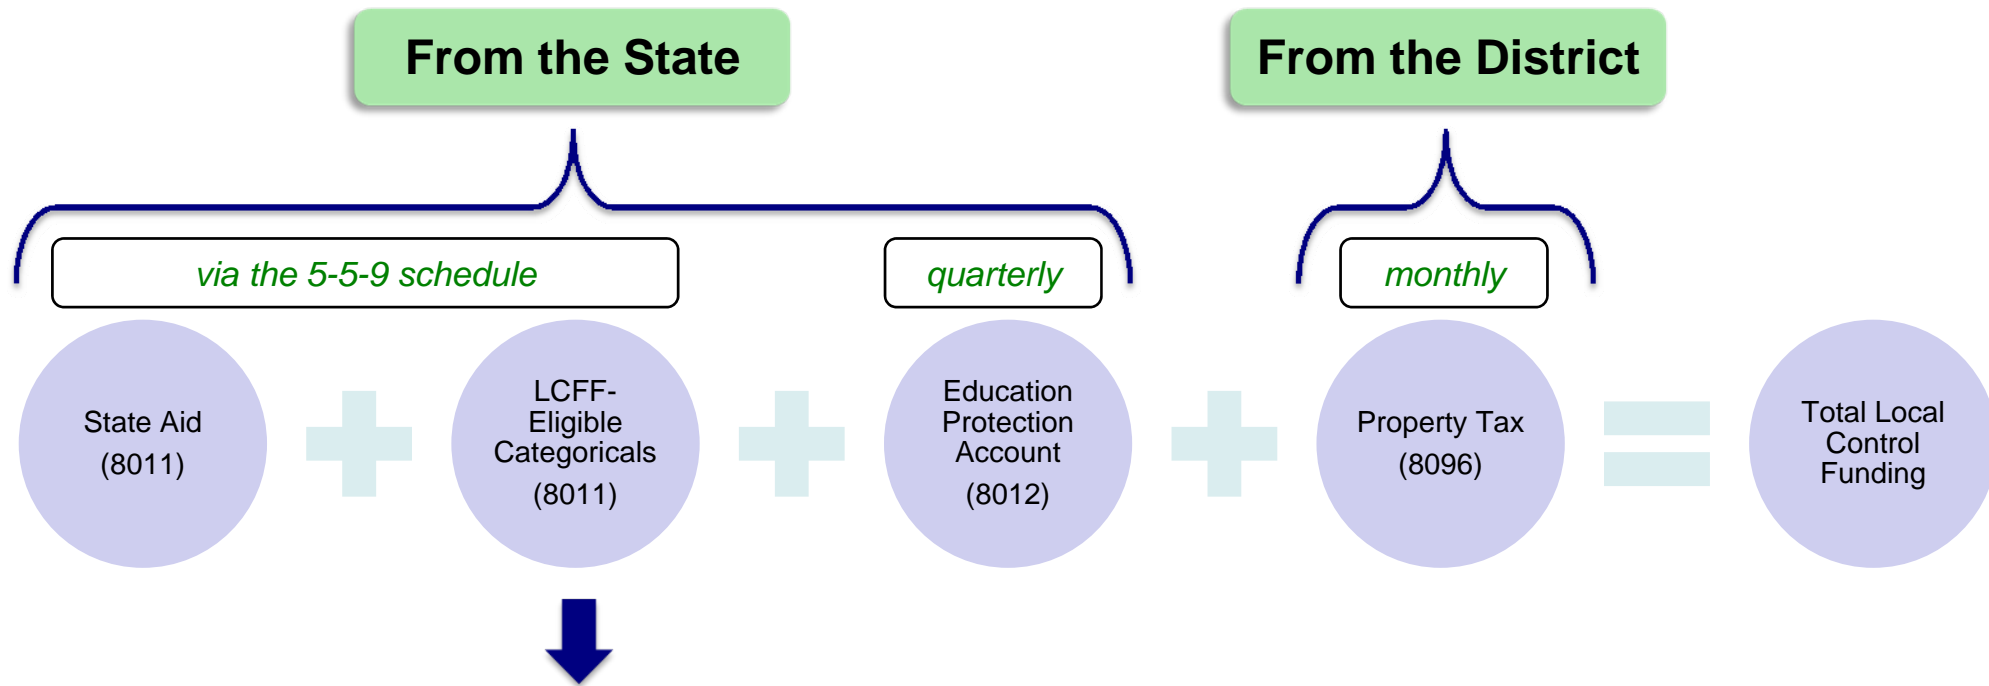 From the State
From the District
via the 5-5-9 schedule
quarterly
monthly
State Aid
(8011)
LCFF-
Eligible
Categoricals
(8011)
Education
Protection
Account
(8012)
Property Tax
(8096)
Total Local
Control
Funding